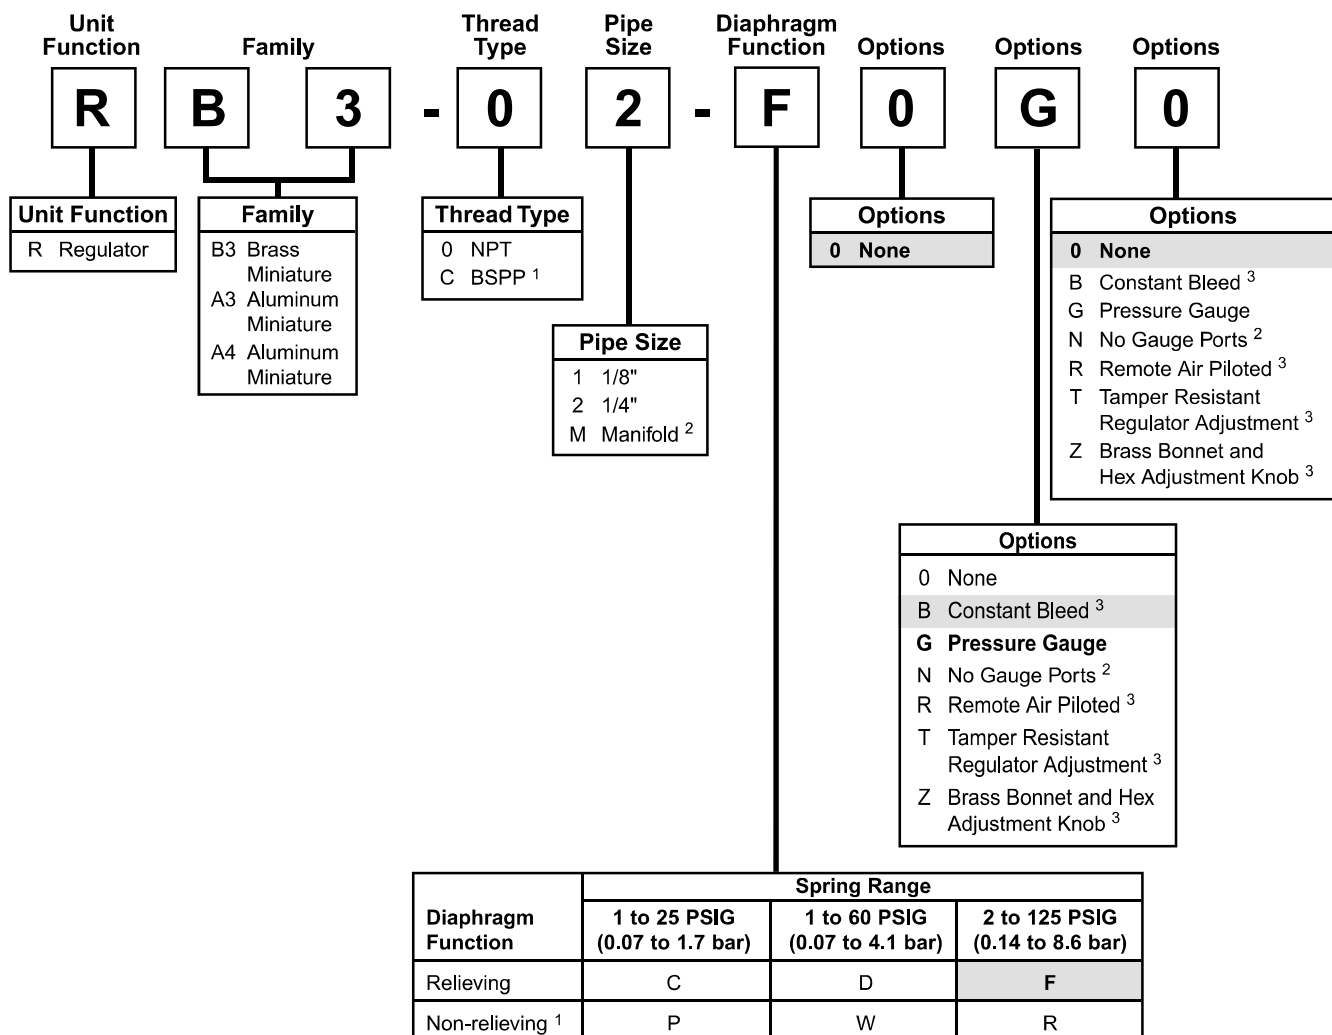 Unit Function
Family
Thread Type
Pipe Size
Diaphragm Function
Options
Options
Options
R B 3 - 0 2 - F 0 G 0
Unit Function
R Regulator
Family
B3 Brass
Miniature
A3 Aluminum
Miniature
A4 Aluminum
Miniature
Thread Type
0 NPT
C BSPP 1
Pipe Size
1 1/8"
2 1/4"
M Manifold 2
Options
0 None
Options
0 None
B Constant Bleed 3
G Pressure Gauge
N No Gauge Ports 2
R Remote Air Piloted 3
T Tamper Resistant
Regulator Adjustment 3
Z Brass Bonnet and
Hex Adjustment Knob 3
Options
0 None
B Constant Bleed 3
G Pressure Gauge
N No Gauge Ports 2
R Remote Air Piloted 3
T Tamper Resistant
Regulator Adjustment 3
Z Brass Bonnet and Hex
Adjustment Knob 3
Spring Range
Diaphragm Function
1 to 25 PSIG (0.07 to 1.7 bar)
1 to 60 PSIG (0.07 to 4.1 bar)
2 to 125 PSIG (0.14 to 8.6 bar)
Relieving C D F
Non-relieving 1 P W R